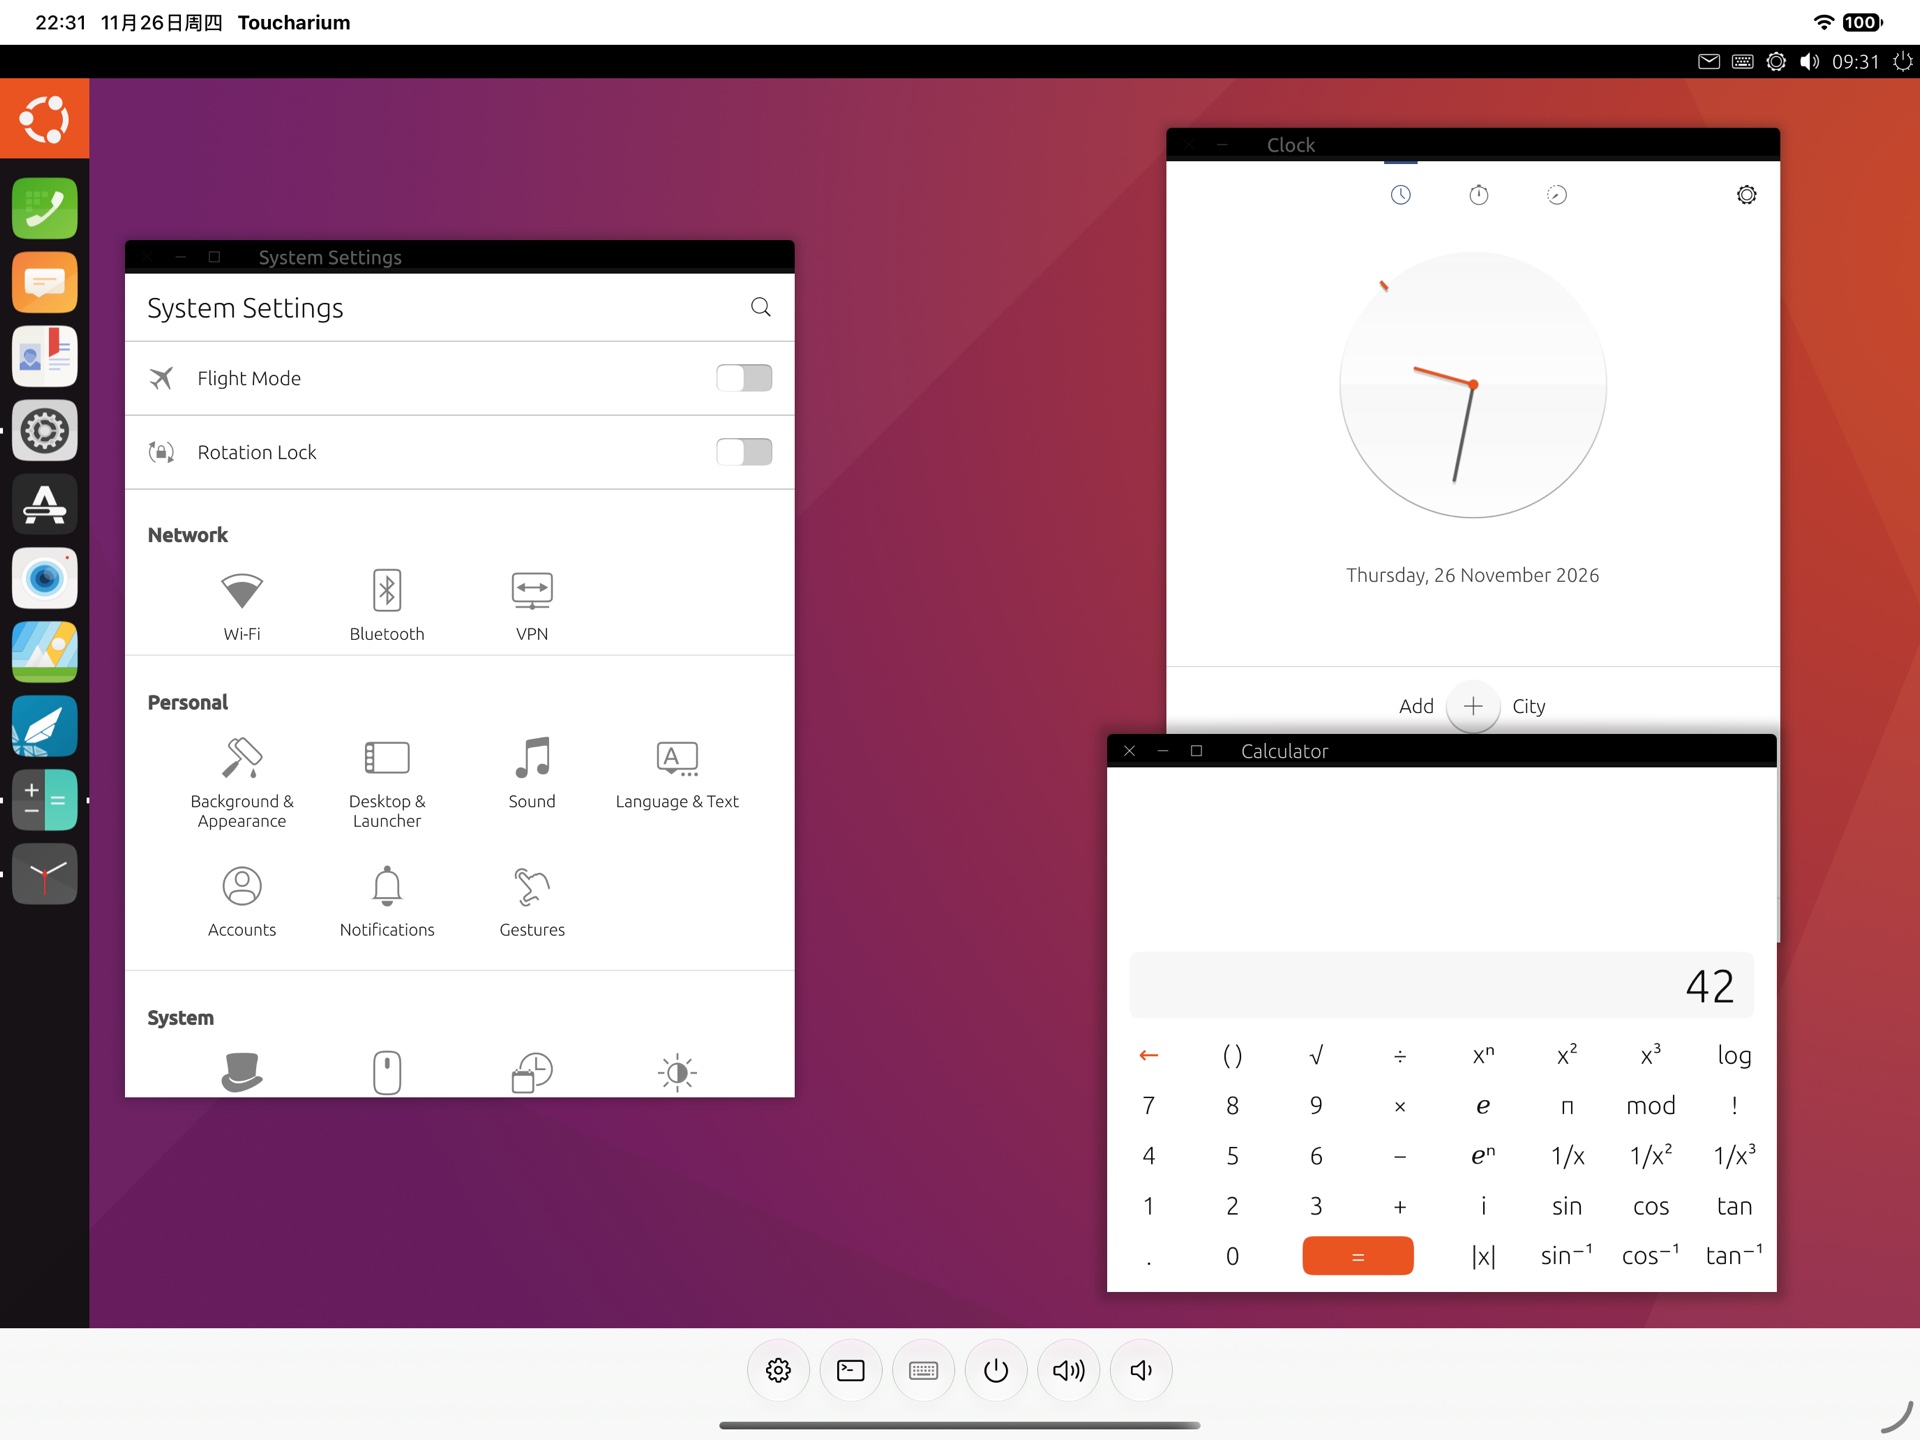 22:31 11月26日周四 Toucharium
100
09:31
System Settings
System Settings
Flight Mode
Rotation Lock
Network
Wi-Fi Bluetooth VPN
Personal
Background & Appearance
Desktop & Launcher
Sound
Language & Text
Accounts Notifications Gestures
System
Clock
Thursday, 26 November 2026
Add + City
Calculator
42
← () √ ÷ xⁿ x² x³ log
7 8 9 × e π mod !
4 5 6 − eⁿ 1/x 1/x² 1/x³
1 2 3 + i sin cos tan
. 0 = |x| sin⁻¹ cos⁻¹ tan⁻¹